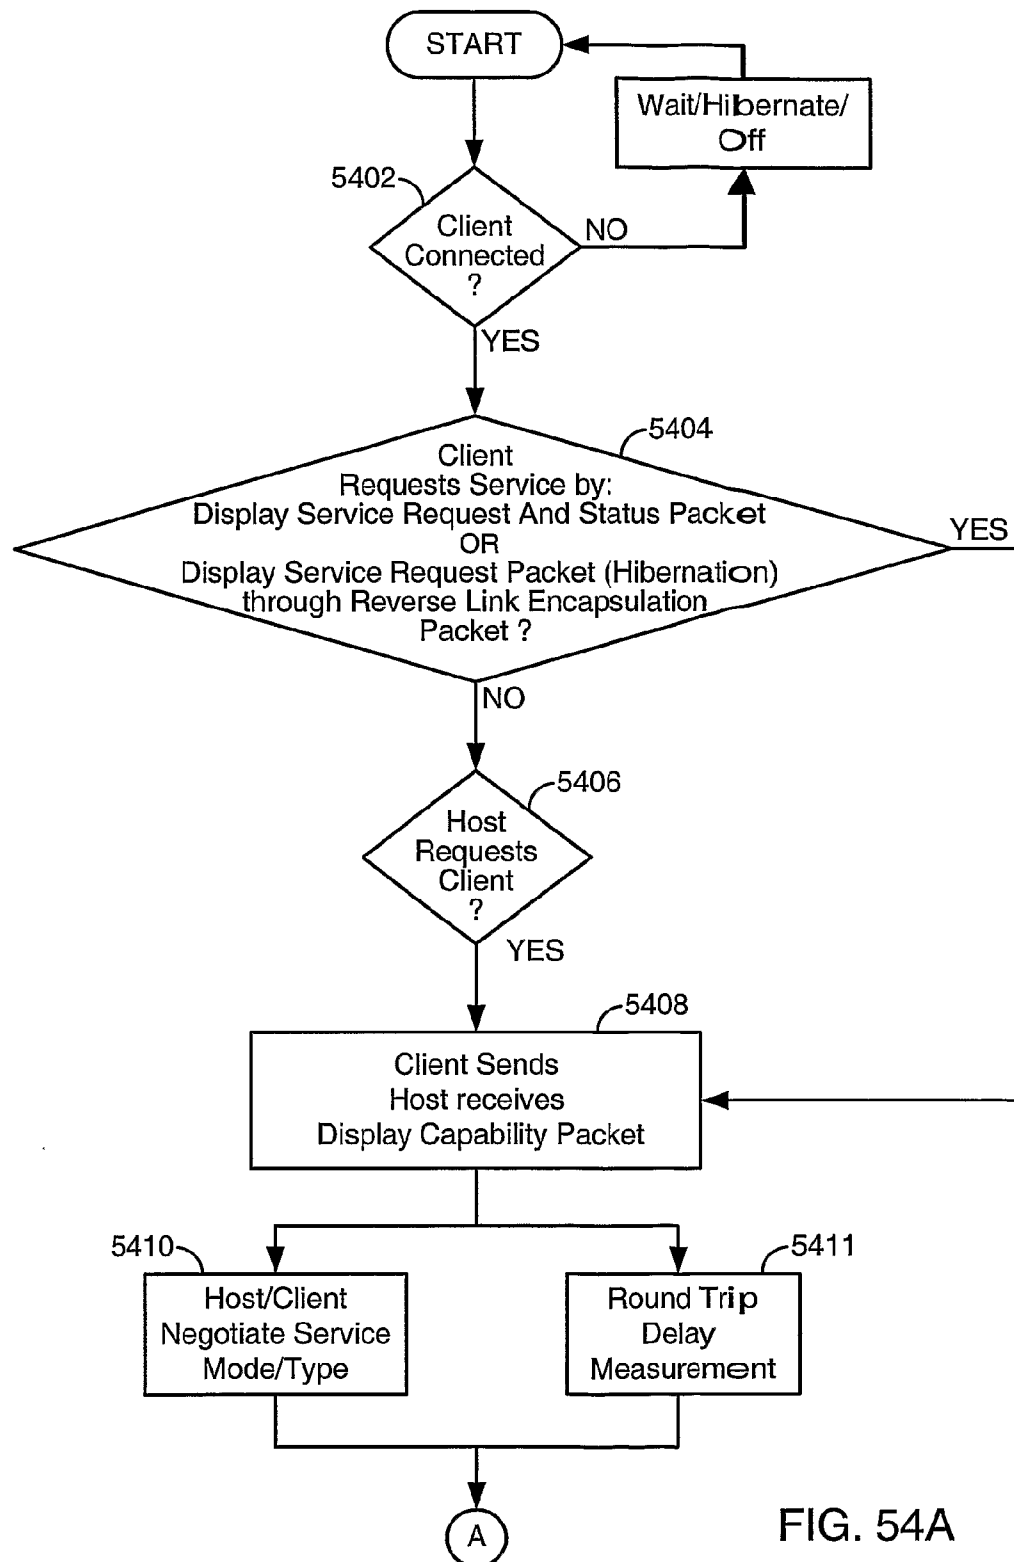 START
Wait/Hibernate/
Off
5402
Client
Connected
?
NO
YES
5404
Client
Requests Service by:
Display Service Request And Status Packet
OR
Display Service Request Packet (Hibernation)
through Reverse Link Encapsulation
Packet ?
YES
NO
5406
Host
Requests
Client
?
YES
5408
Client Sends
Host receives
Display Capability Packet
5410
Host/Client
Negotiate Service
Mode/Type
5411
Round Trip
Delay
Measurement
A
FIG. 54A